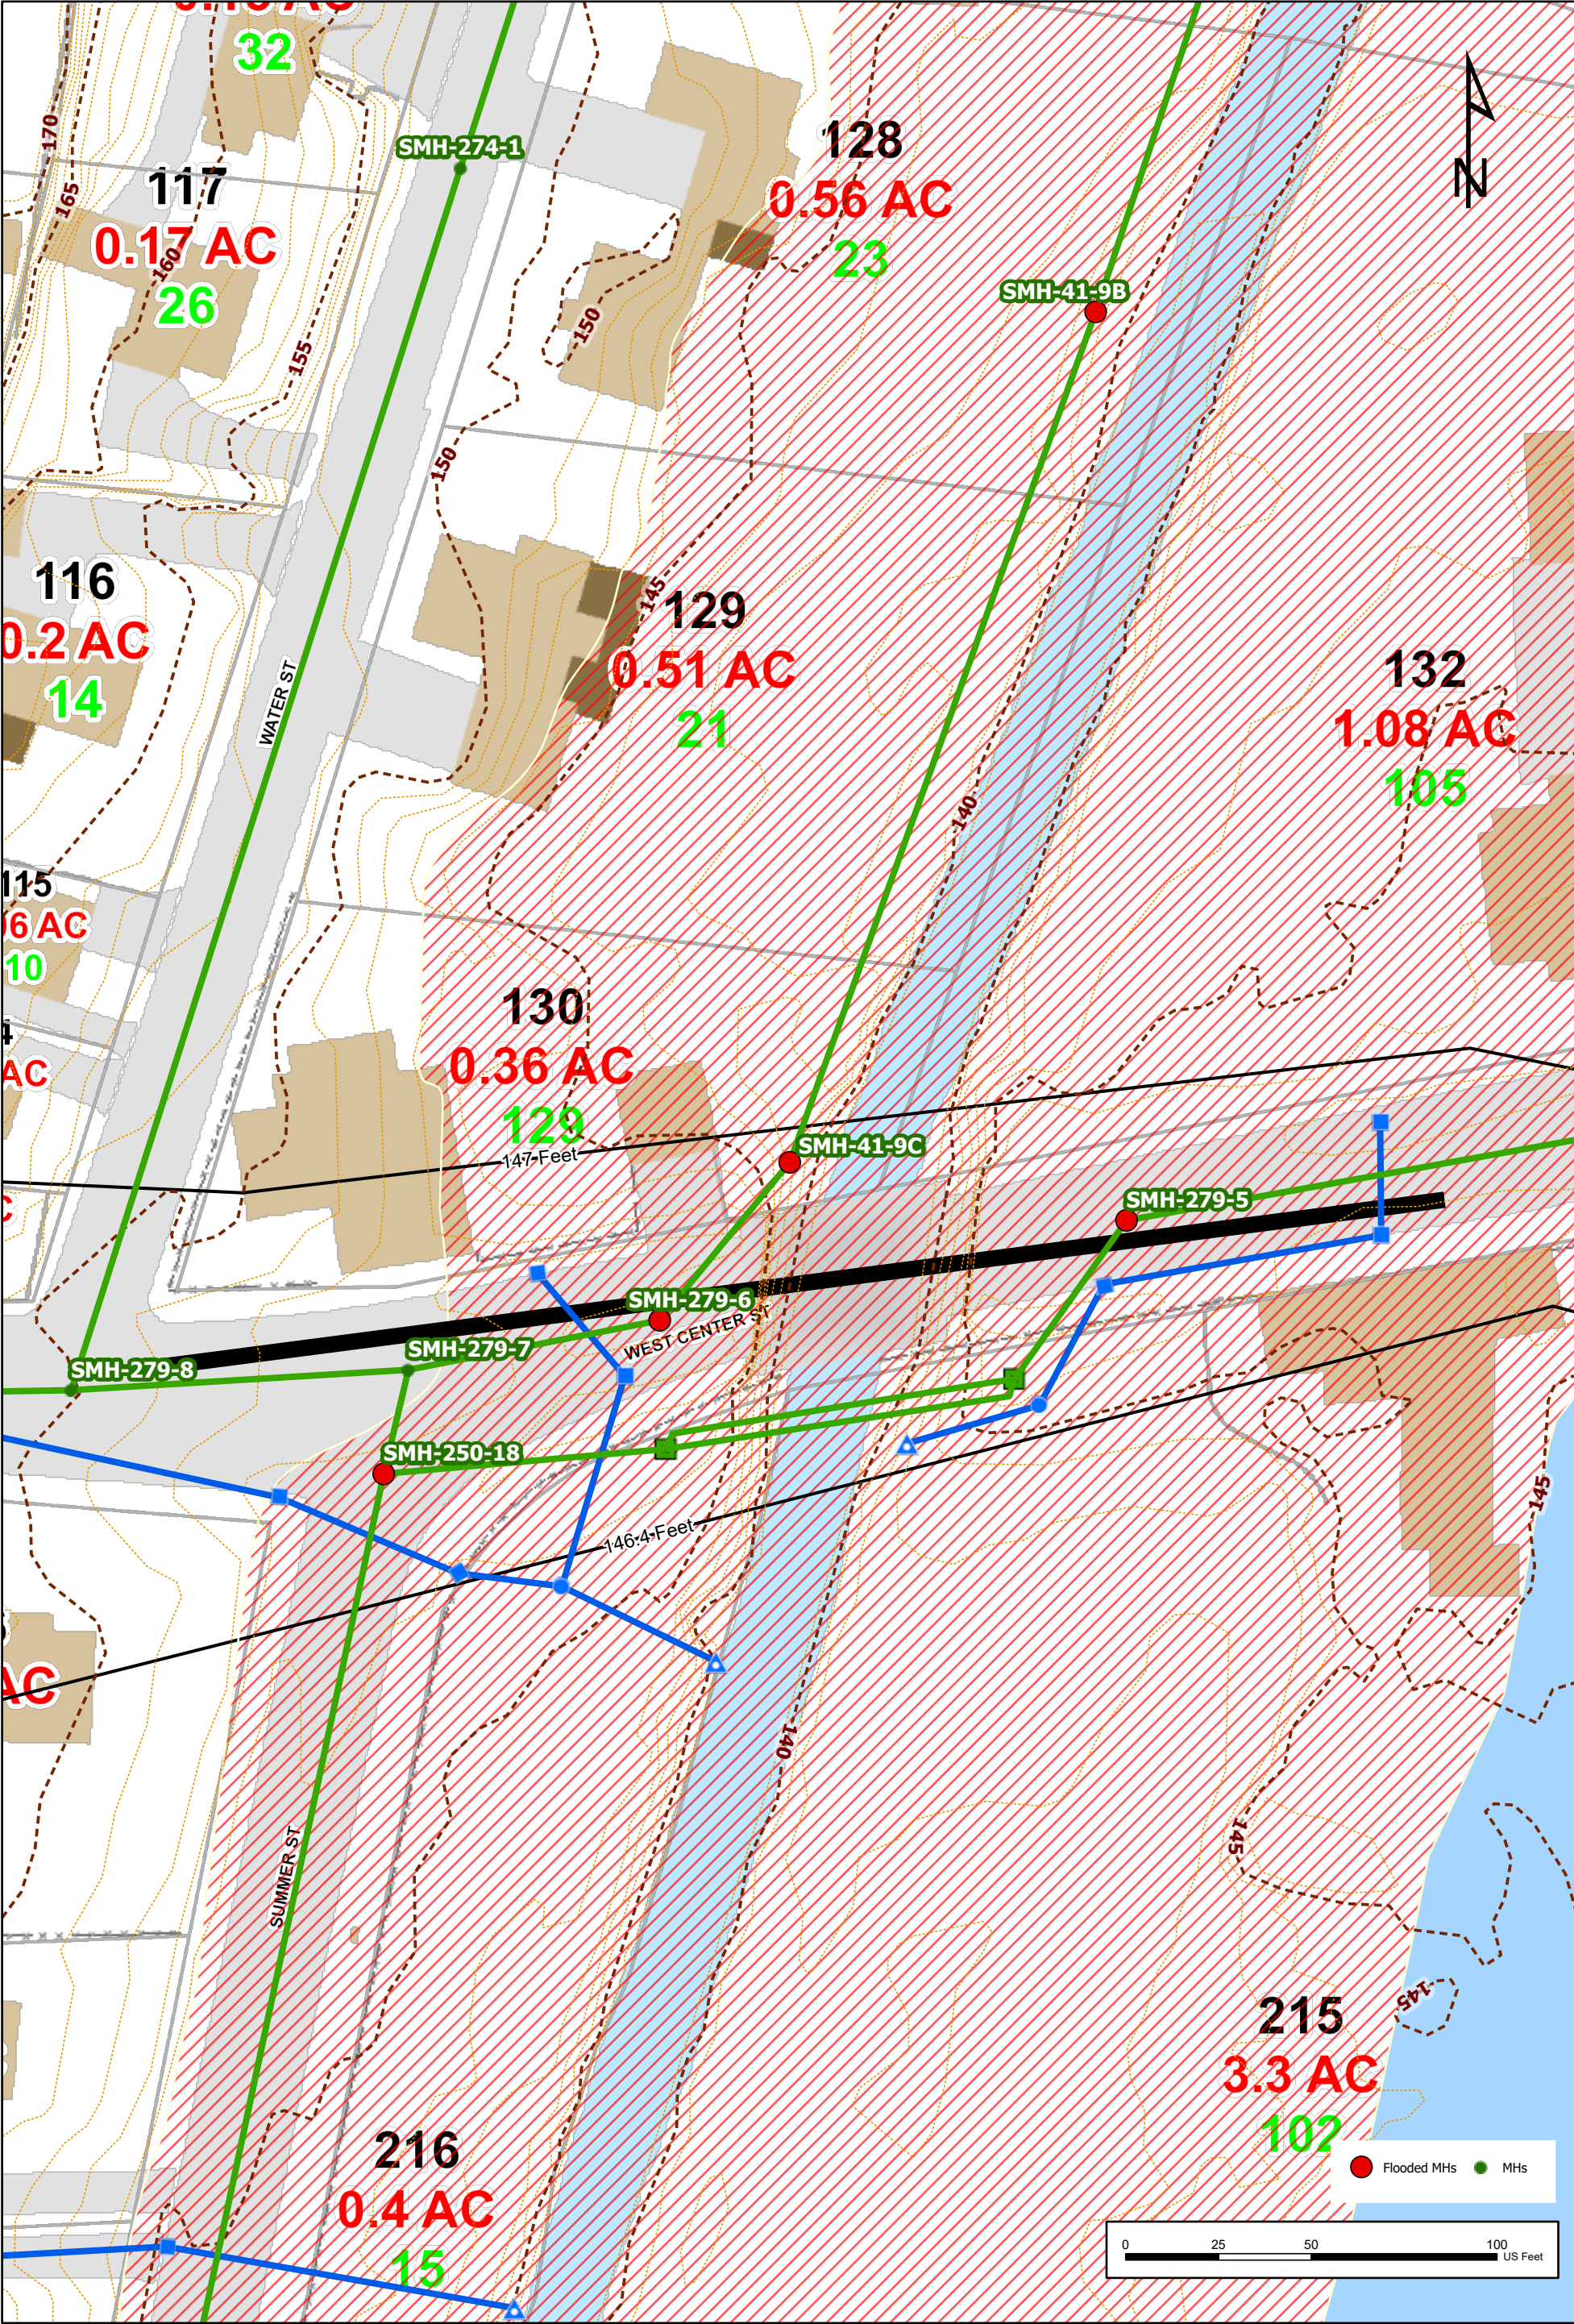 32
SMH-274-1
170
165
117
0.17 AC
160
26
155
128
0.56 AC
23
N
SMH-41-9B
150
150
116
0.2 AC
14
WATER ST
145
129
0.51 AC
21
132
1.08 AC
105
140
115
10
AC
130
0.36 AC
129
147 Feet
SMH-41-9C
SMH-279-5
SMH-279-6
WEST CENTER ST
SMH-279-7
SMH-279-8
SMH-250-18
146.4 Feet
145
AC
140
SUMMER ST
145
145
215
3.3 AC
102
216
0.4 AC
15
Flooded MHs MHs
0 25 50 100
US Feet